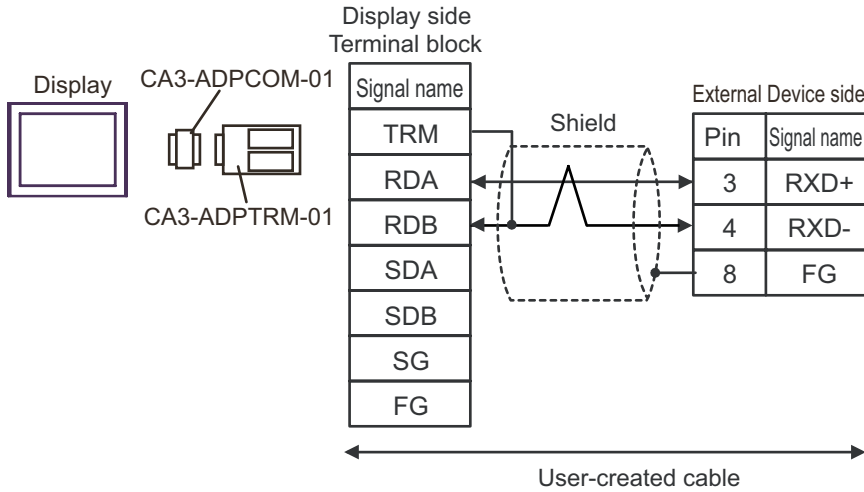 Display side
Terminal block
Display
CA3-ADPCOM-01
CA3-ADPTRM-01
Signal name
TRM
RDA
RDB
SDA
SDB
SG
FG
Shield
External Device side
Pin Signal name
3 RXD+
4 RXD-
8 FG
User-created cable